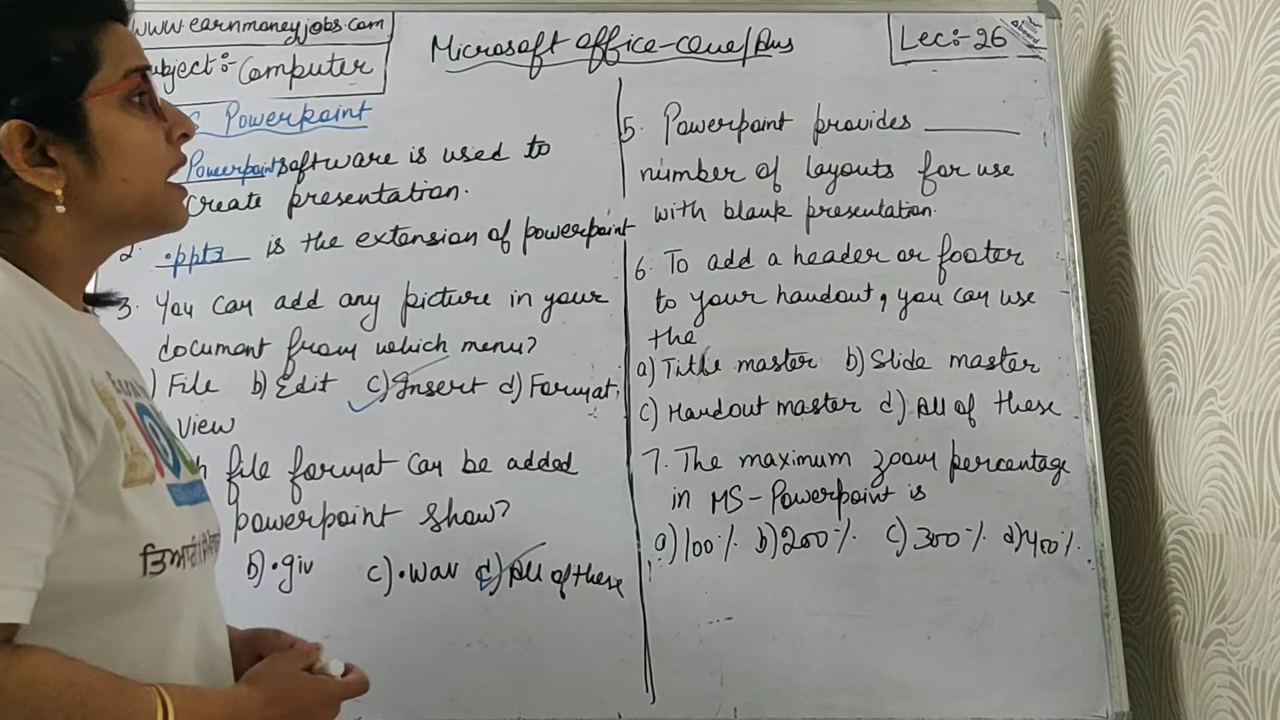 www.earnmoneyjobs.com
ubject:- Computer
Microsoft office-one/ਪੀਯੂ
Lec:- 26
Powerpoint
Powerpoint software is used to
create presentation.
2. .pptx is the extension of powerpoint
3. You can add any picture in your
document from which menu?
) File b) Edit c) Insert d) Format
View
h file format can be added
powerpoint show?
b) .giv c) .wav d) All of these
5. Powerpoint provides ______
number of layouts for use
with blank presentation.
6. To add a header or footer
to your handout, you can use
the
a) Title master b) Slide master
c) Handout master d) All of these
7. The maximum zoom percentage
in MS-Powerpoint is
a) 100% b) 200% c) 300% d) 400%